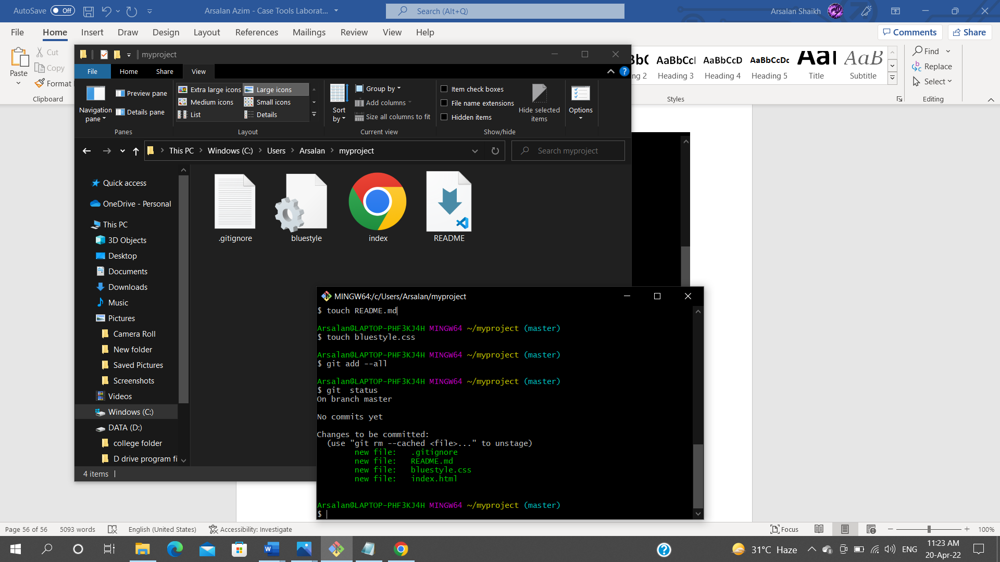 AutoSave Off Arsalan Azim - Case Tools Laborat... Search (Alt+Q) Arsalan Shaikh
File Home Insert Draw Design Layout References Mailings Review View Help Comments Share
Paste Cut Copy Format Clipboard
myproject
File Home Share View
Navigation pane Preview pane Details pane Panes
Extra large icons Large icons
Medium icons Small icons
List Details
Layout
Sort by Group by Add columns Size all columns to fit
Current view
Item check boxes
File name extensions
Hidden items
Hide selected items
Show/hide
Options
AaBbCcI AaBbCcD AaBbCcDc AaI AaB
ng 2 Heading 3 Heading 4 Heading 5 Title Subtitle
Styles
Find
Replace
Select
Editing
This PC Windows (C:) Users Arsalan myproject Search myproject
Quick access
OneDrive - Personal
This PC
3D Objects
Desktop
Documents
Downloads
Music
Pictures
Camera Roll
New folder
Saved Pictures
Screenshots
Videos
Windows (C:)
DATA (D:)
college folder
D drive program fi
.gitignore bluestyle index README
4 items
MINGW64:/c/Users/Arsalan/myproject
$ touch README.md
Arsalan@LAPTOP-PHF3KJ4H MINGW64 ~/myproject (master)
$ touch bluestyle.css
Arsalan@LAPTOP-PHF3KJ4H MINGW64 ~/myproject (master)
$ git add --all
Arsalan@LAPTOP-PHF3KJ4H MINGW64 ~/myproject (master)
$ git  status
On branch master
No commits yet
Changes to be committed:
(use "git rm --cached <file>..." to unstage)
new file:   .gitignore
new file:   README.md
new file:   bluestyle.css
new file:   index.html
Arsalan@LAPTOP-PHF3KJ4H MINGW64 ~/myproject (master)
$
Page 56 of 56 5093 words English (United States) Accessibility: Investigate Focus 100%
31°C Haze ENG 11:23 AM
20-Apr-22